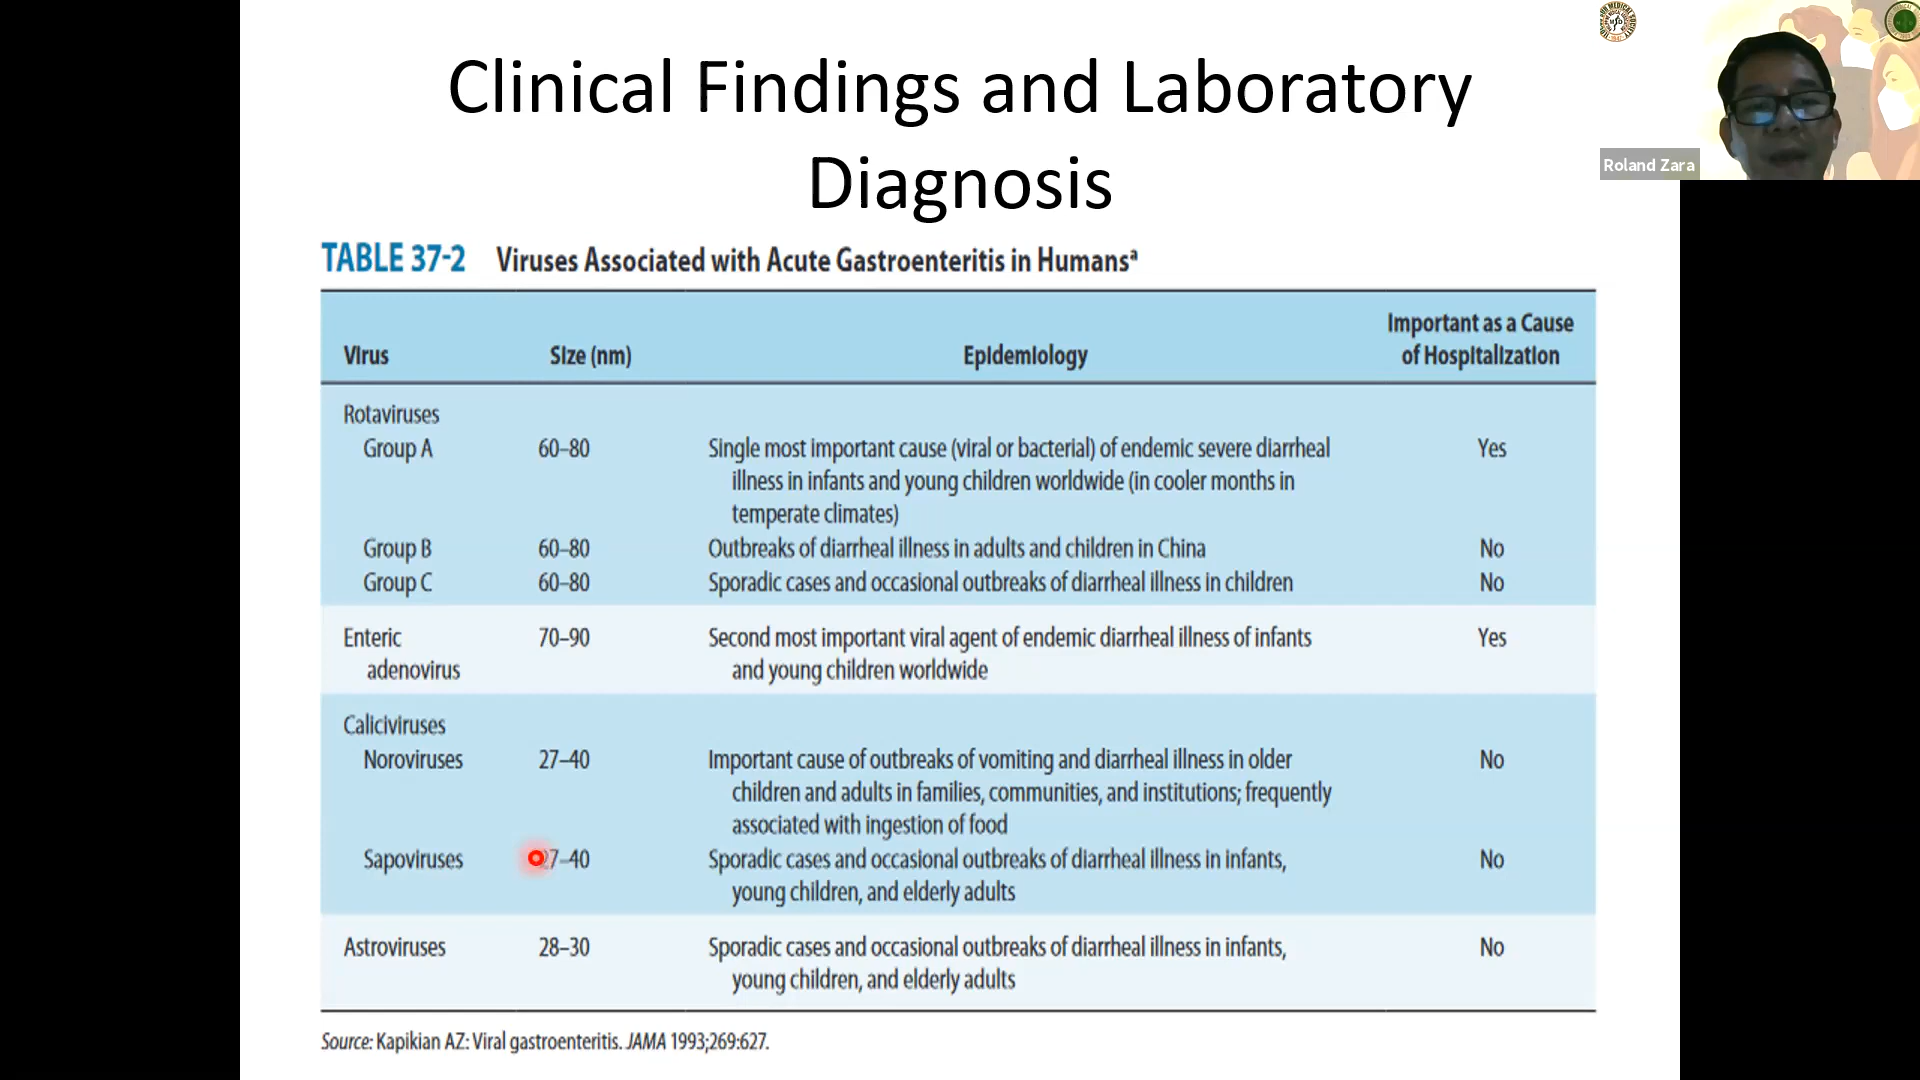 Clinical Findings and Laboratory
Diagnosis
Roland Zara
TABLE 37-2 Viruses Associated with Acute Gastroenteritis in Humansª
Virus Size (nm) Epidemiology Important as a Cause
of Hospitalization
Rotaviruses
Group A 60–80 Single most important cause (viral or bacterial) of endemic severe diarrheal Yes
illness in infants and young children worldwide (in cooler months in
temperate climates)
Group B 60–80 Outbreaks of diarrheal illness in adults and children in China No
Group C 60–80 Sporadic cases and occasional outbreaks of diarrheal illness in children No
Enteric 70–90 Second most important viral agent of endemic diarrheal illness of infants Yes
adenovirus and young children worldwide
Caliciviruses
Noroviruses 27–40 Important cause of outbreaks of vomiting and diarrheal illness in older No
children and adults in families, communities, and institutions; frequently
associated with ingestion of food
Sapoviruses 27–40 Sporadic cases and occasional outbreaks of diarrheal illness in infants, No
young children, and elderly adults
Astroviruses 28–30 Sporadic cases and occasional outbreaks of diarrheal illness in infants, No
young children, and elderly adults
Source: Kapikian AZ: Viral gastroenteritis. JAMA 1993;269:627.